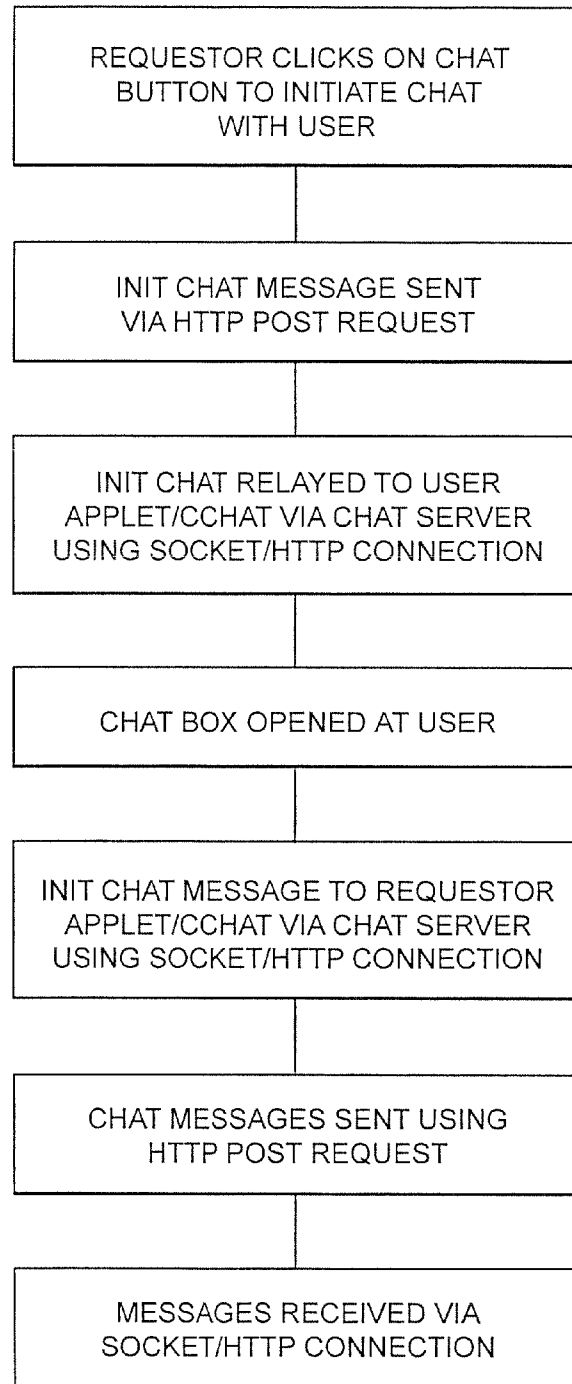 REQUESTOR CLICKS ON CHAT
BUTTON TO INITIATE CHAT
WITH USER
INIT CHAT MESSAGE SENT
VIA HTTP POST REQUEST
INIT CHAT RELAYED TO USER
APPLET/CCHAT VIA CHAT SERVER
USING SOCKET/HTTP CONNECTION
CHAT BOX OPENED AT USER
INIT CHAT MESSAGE TO REQUESTOR
APPLET/CCHAT VIA CHAT SERVER
USING SOCKET/HTTP CONNECTION
CHAT MESSAGES SENT USING
HTTP POST REQUEST
MESSAGES RECEIVED VIA
SOCKET/HTTP CONNECTION